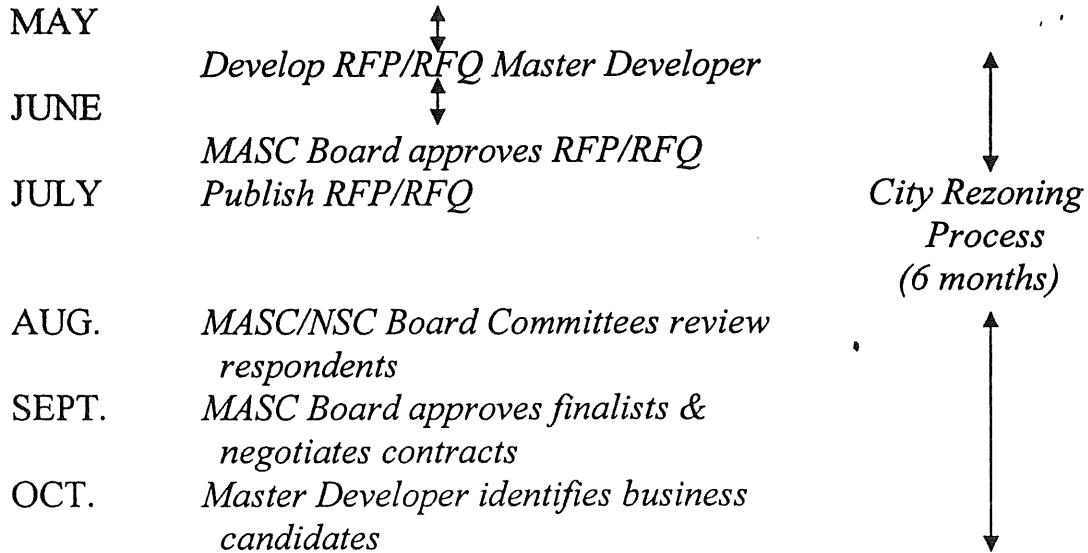 MAY
Develop RFP/RFQ Master Developer
JUNE
MASC Board approves RFP/RFQ
JULY Publish RFP/RFQ
City Rezoning
Process
(6 months)
AUG. MASC/NSC Board Committees review
respondents
SEPT. MASC Board approves finalists &
negotiates contracts
OCT. Master Developer identifies business
candidates